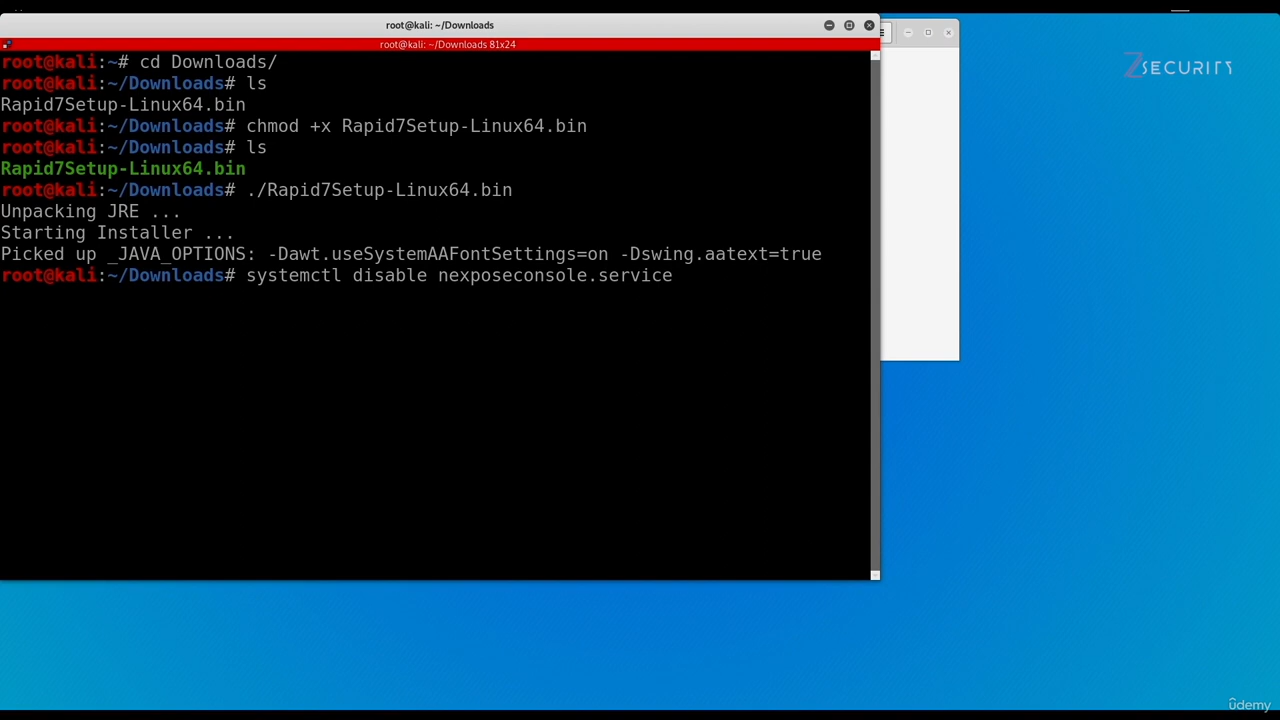 root@kali: ~/Downloads
root@kali: ~/Downloads 81x24
root@kali:~# cd Downloads/
root@kali:~/Downloads# ls
Rapid7Setup-Linux64.bin
root@kali:~/Downloads# chmod +x Rapid7Setup-Linux64.bin
root@kali:~/Downloads# ls
Rapid7Setup-Linux64.bin
root@kali:~/Downloads# ./Rapid7Setup-Linux64.bin
Unpacking JRE ...
Starting Installer ...
Picked up _JAVA_OPTIONS: -Dawt.useSystemAAFontSettings=on -Dswing.aatext=true
root@kali:~/Downloads# systemctl disable nexposeconsole.service
ZSECURITY
ûdemy